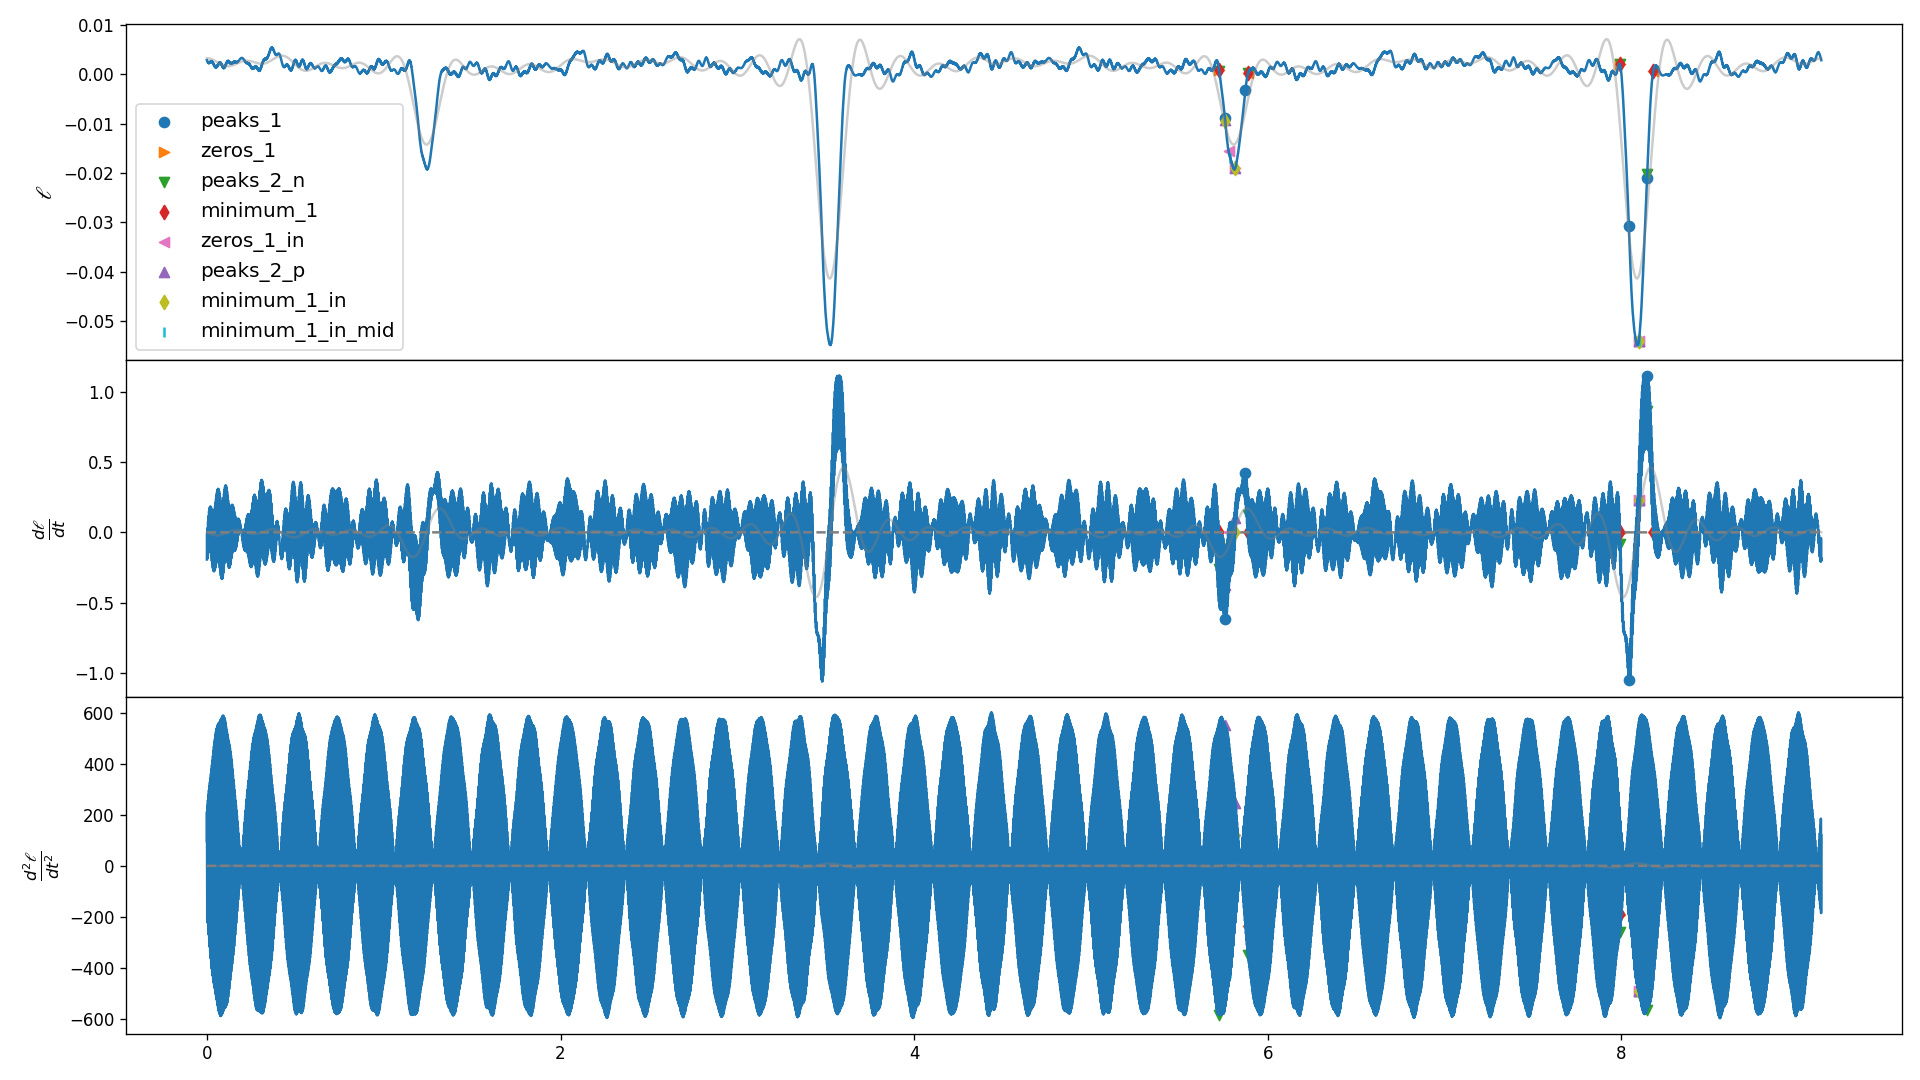 0.01
0.00
−0.01
−0.02
−0.03
−0.04
−0.05
ℓ
peaks_1
zeros_1
peaks_2_n
minimum_1
zeros_1_in
peaks_2_p
minimum_1_in
minimum_1_in_mid
1.0
0.5
0.0
−0.5
−1.0
dℓ
dt
600
400
200
0
−200
−400
−600
d²ℓ
dt²
0 2 4 6 8